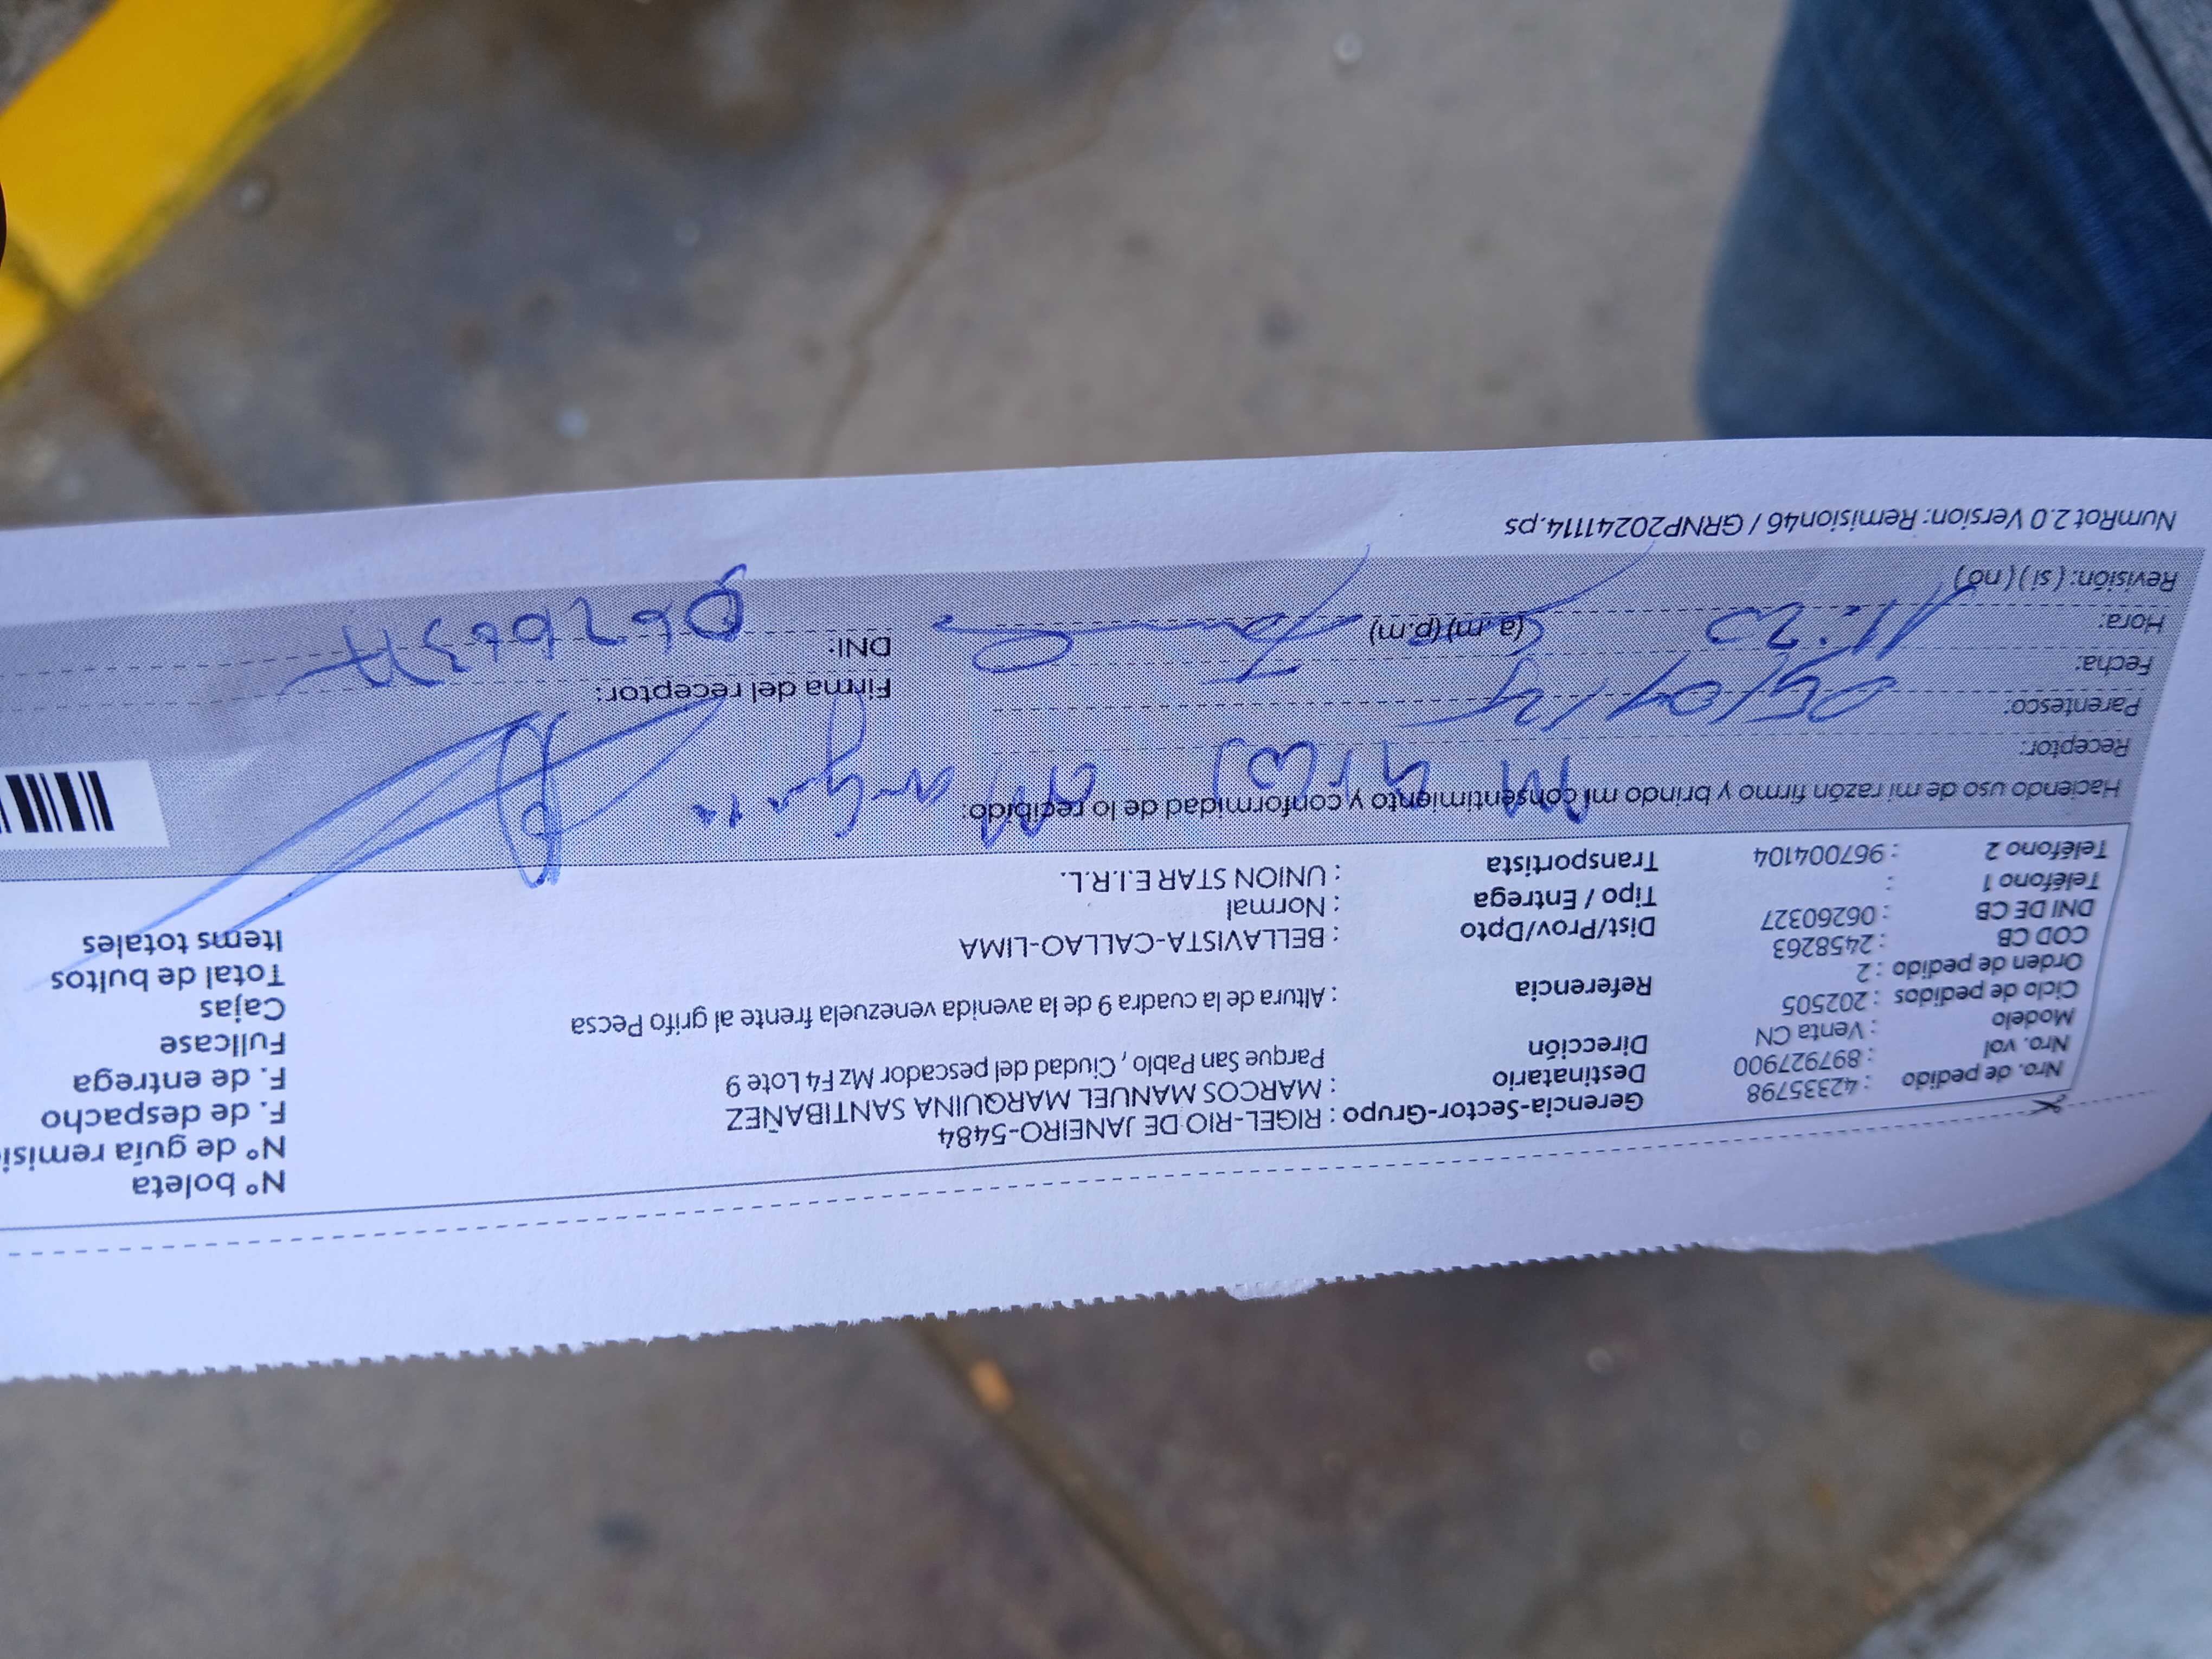 Nº boleta
Nº de guía remisi
F. de despacho
F. de entrega
Fullcase
Cajas
Total de bultos
Items totales
Gerencia-Sector-Grupo : RIGEL-RIO DE JANEIRO-5484
Destinatario : MARCOS MANUEL MARQUINA SANTIBAÑEZ
Dirección Parque San Pablo , Ciudad del pescador Mz F4 Lote 9
Referencia : Altura de la cuadra 9 de la avenida venezuela frente al grifo Pecsa
Dist/Prov/Dpto : BELLAVISTA-CALLAO-LIMA
Tipo / Entrega : Normal
Transportista : UNION STAR E.I.R.L.
Nro. de pedido : 42335798
Nro. vol : 897927900
Modelo : Venta CN
Ciclo de pedidos : 202505
Orden de pedido : 2
COD CB : 2458263
DNI DE CB : 06260327
Teléfono 1 :
Teléfono 2 : 967004104
Haciendo uso de mi razón firmo y brindo mi consentimiento y conformidad de lo recibido:
Receptor:
Parentesco:
Fecha:
Hora: 11:20 (a.m) (p.m)
Revisión: ( si ) ( no )
Firma del receptor:
DNI:
NumRot 2.0 Version: Remision46 / GRNP20241114.ps